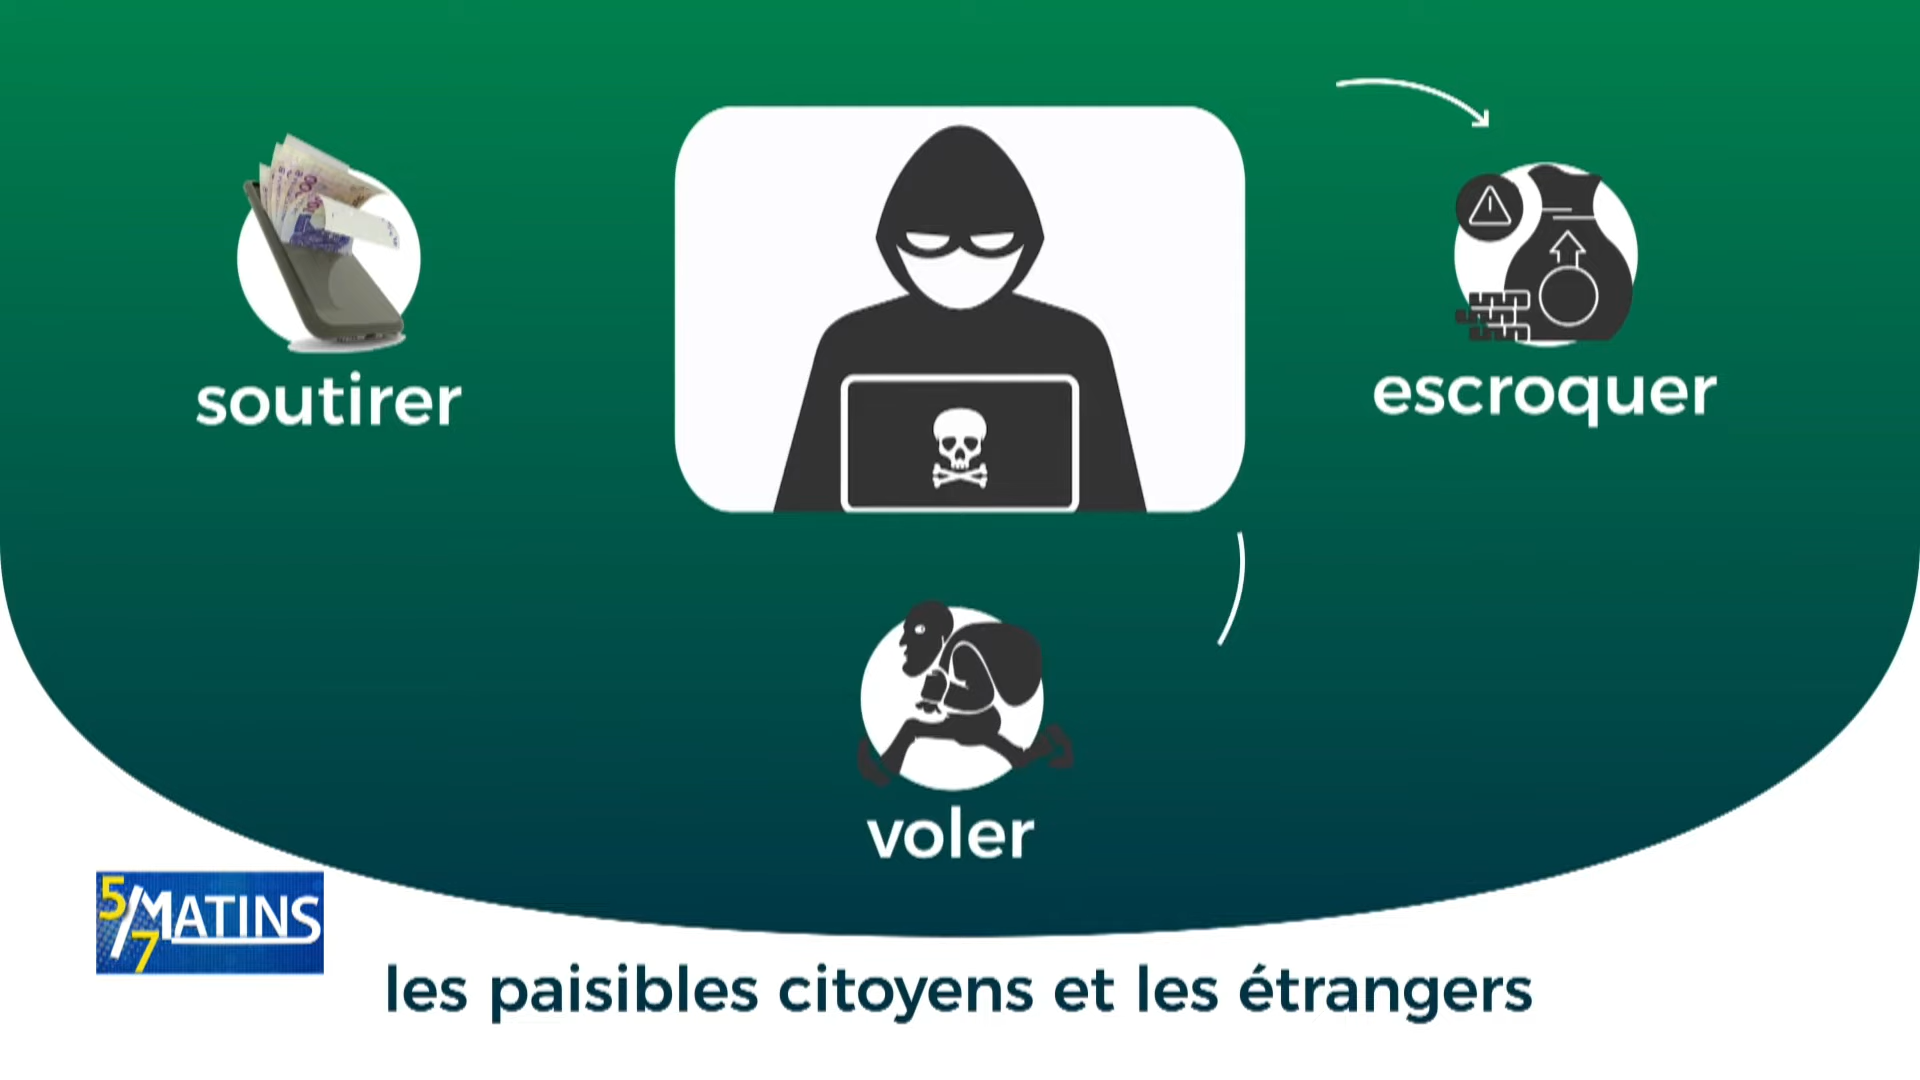 soutirer
escroquer
voler
5/7 MATINS
les paisibles citoyens et les étrangers